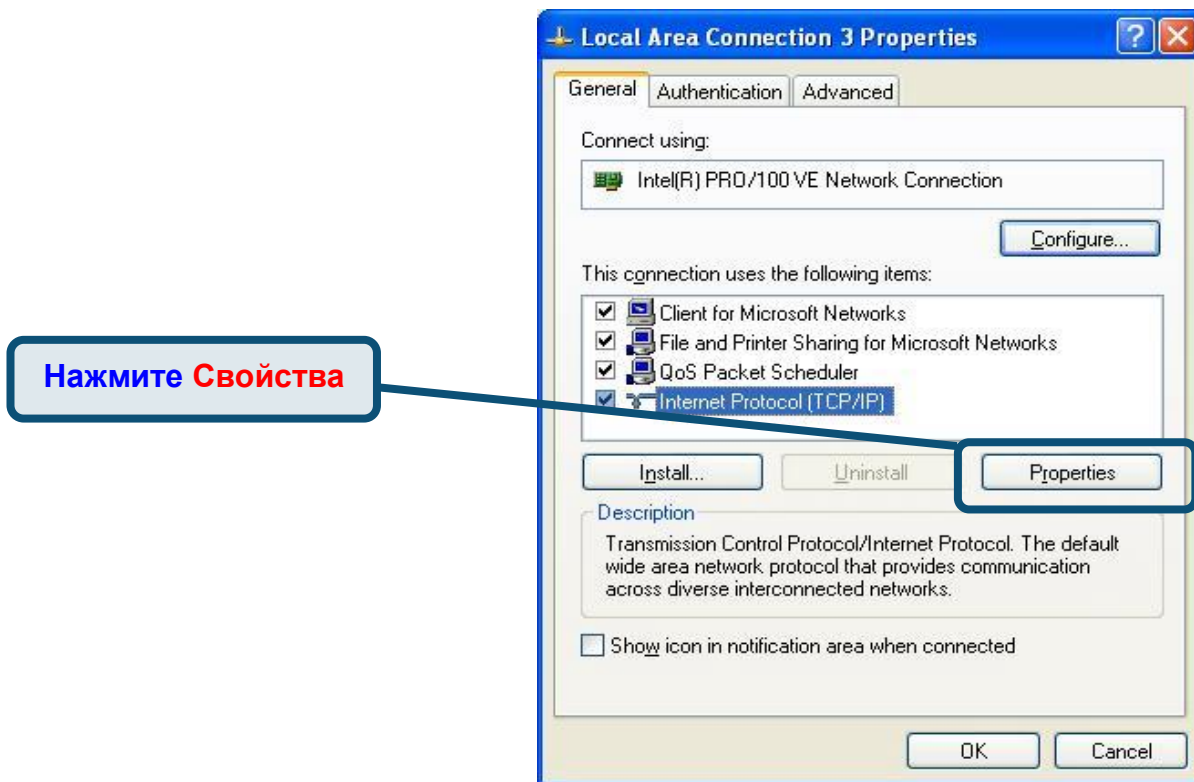 Local Area Connection 3 Properties
General Authentication Advanced
Connect using:
Intel(R) PRO/100 VE Network Connection
Configure...
This connection uses the following items:
Client for Microsoft Networks
File and Printer Sharing for Microsoft Networks
QoS Packet Scheduler
Internet Protocol (TCP/IP)
Нажмите Свойства
Install... Uninstall Properties
Description
Transmission Control Protocol/Internet Protocol. The default
wide area network protocol that provides communication
across diverse interconnected networks.
Show icon in notification area when connected
OK Cancel